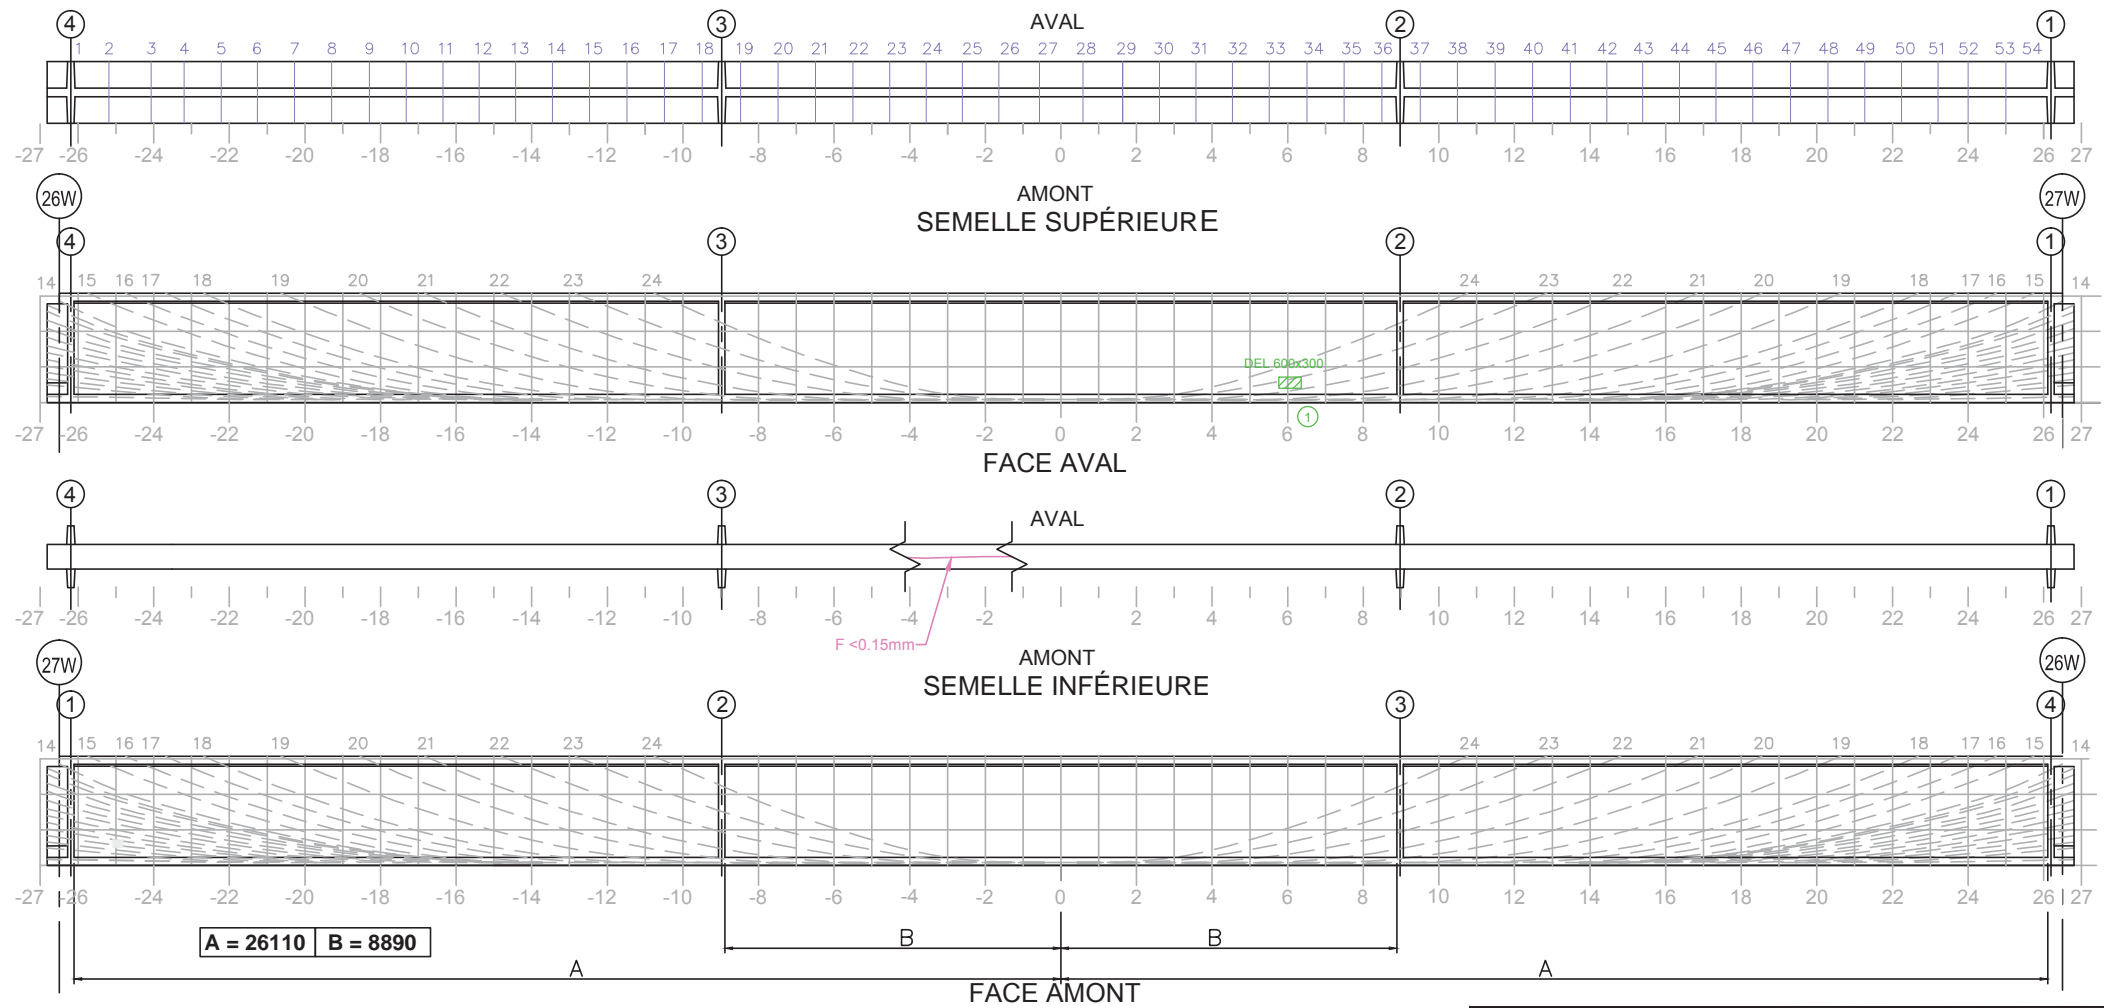 4 3 AVAL 2 1
1 2 3 4 5 6 7 8 9 10 11 12 13 14 15 16 17 18 19 20 21 22 23 24 25 26 27 28 29 30 31 32 33 34 35 36 37 38 39 40 41 42 43 44 45 46 47 48 49 50 51 52 53 54
-27 -26 -24 -22 -20 -18 -16 -14 -12 -10 -8 -6 -4 -2 0 2 4 6 8 10 12 14 16 18 20 22 24 26 27
26W AMONT 27W
SEMELLE SUPÉRIEURE
4 3 2 1
14 15 16 17 18 19 20 21 22 23 24 24 23 22 21 20 19 18 17 16 15 14
DEL 600x300
1
-27 -26 -24 -22 -20 -18 -16 -14 -12 -10 -8 -6 -4 -2 0 2 4 6 8 10 12 14 16 18 20 22 24 26 27
FACE AVAL
4 3 2 1
AVAL
-27 -26 -24 -22 -20 -18 -16 -14 -12 -10 -8 -6 -4 -2 0 2 4 6 8 10 12 14 16 18 20 22 24 26 27
F <0.15mm
27W AMONT 26W
SEMELLE INFÉRIEURE
1 2 3 4
14 15 16 17 18 19 20 21 22 23 24 24 23 22 21 20 19 18 17 16 15 14
-27 -26 -24 -22 -20 -18 -16 -14 -12 -10 -8 -6 -4 -2 0 2 4 6 8 10 12 14 16 18 20 22 24 26 27
A = 26110 B = 8890
B B
A A
FACE AMONT